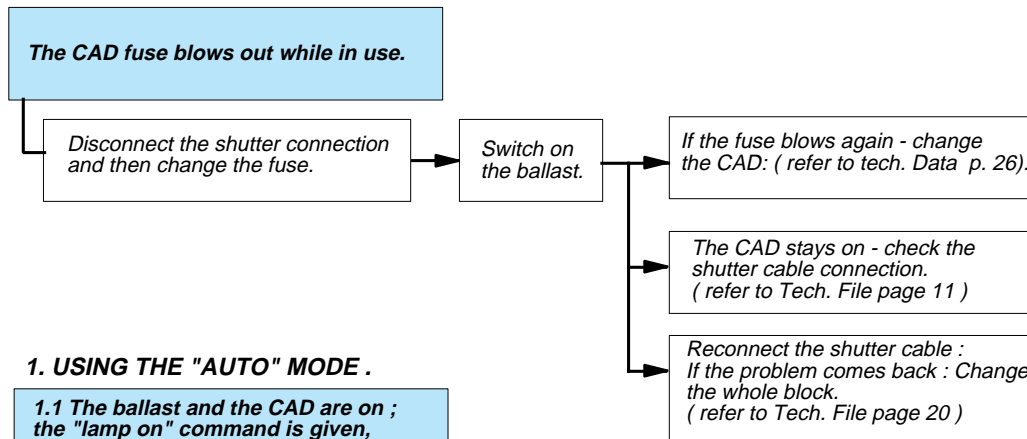 The CAD fuse blows out while in use.
Disconnect the shutter connection
and then change the fuse.
Switch on
the ballast.
If the fuse blows again - change
the CAD: ( refer to tech. Data p. 26).
The CAD stays on - check the
shutter cable connection.
( refer to Tech. File page 11 )
Reconnect the shutter cable :
If the problem comes back : Change
the whole block.
( refer to Tech. File page 20 )
1. USING THE "AUTO" MODE .
1.1 The ballast and the CAD are on ;
the "lamp on" command is given,